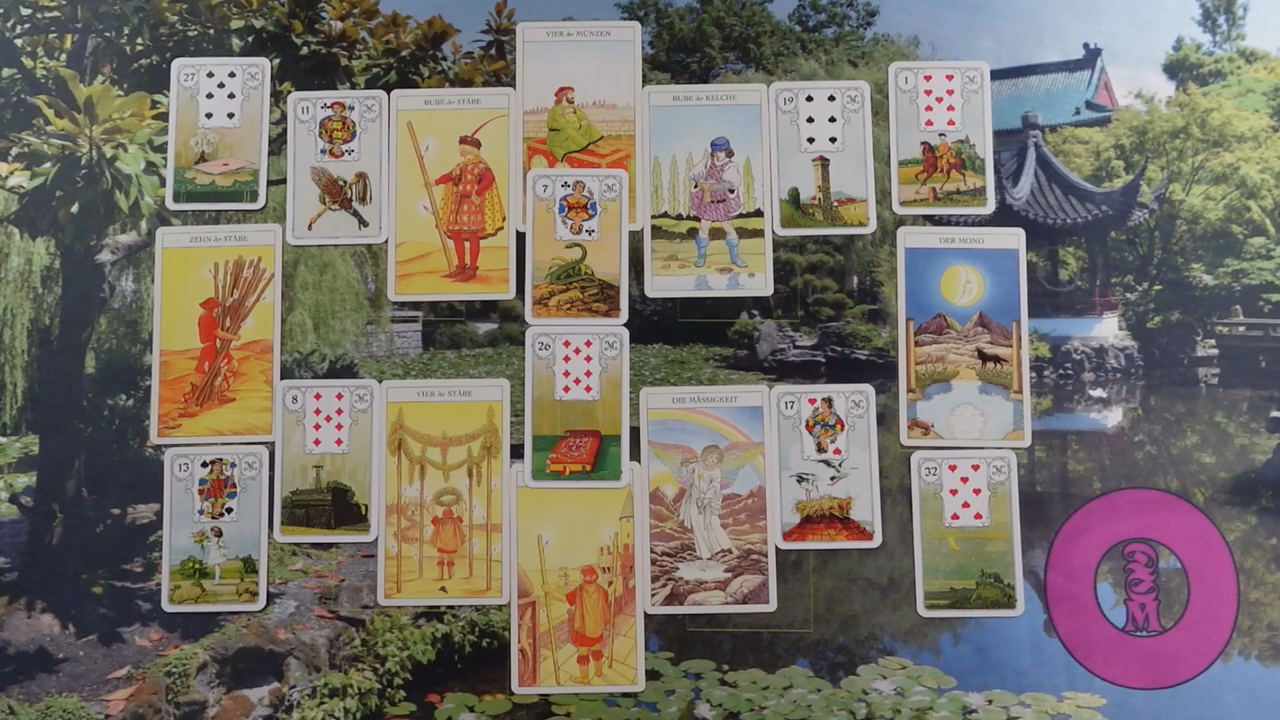 VIER der MÜNZEN
27
11
BUBE der STÄBE
BUBE der KELCHE
19
1
7
ZEHN der STÄBE
DER MOND
26
8
VIER der STÄBE
DIE MÄSSIGKEIT
17
13
32